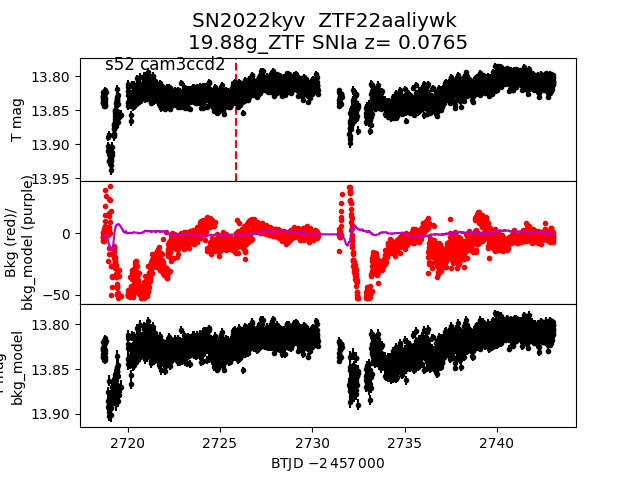 SN2022kyv ZTF22aaliywk
19.88g_ZTF SNIa z= 0.0765
s52 cam3ccd2
13.80
13.85
13.90
13.95
T mag
0
−50
Bkg (red)/
bkg_model (purple)
13.80
13.85
13.90
mag
bkg_model
2720
2725
2730
2735
2740
BTJD −2 457 000